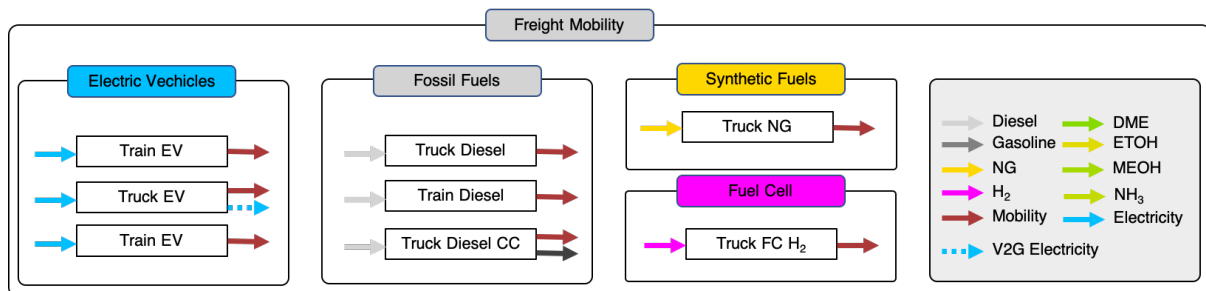 Freight Mobility
Electric Vechicles
Train EV
Truck EV
Train EV
Fossil Fuels
Truck Diesel
Train Diesel
Truck Diesel CC
Synthetic Fuels
Truck NG
Fuel Cell
Truck FC H₂
Diesel
Gasoline
NG
H₂
Mobility
V2G Electricity
DME
ETOH
MEOH
NH₃
Electricity